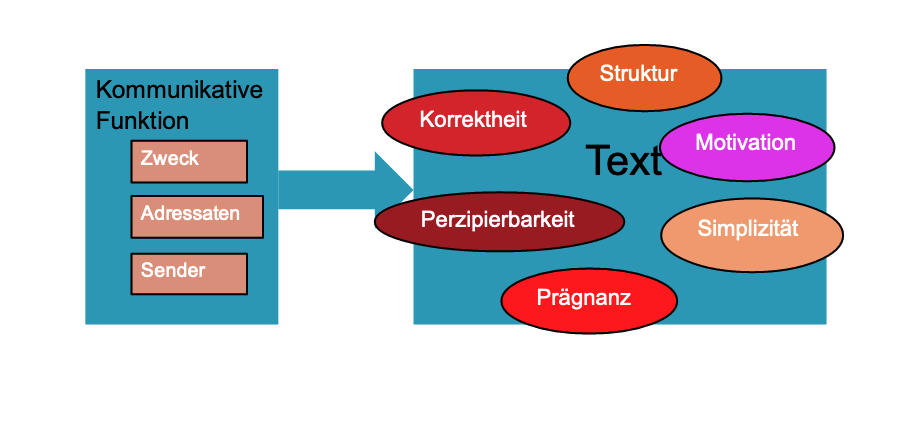 Kommunikative
Funktion
Zweck
Adressaten
Sender
Struktur
Korrektheit
Motivation
Text
Perzipierbarkeit
Simplizität
Prägnanz